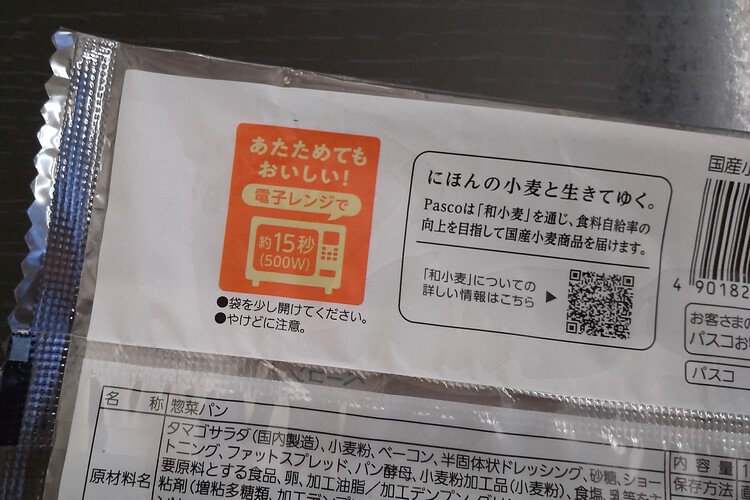 あたためても
おいしい!
電子レンジで
約15秒
(500W)
●袋を少し開けてください。
●やけどに注意。
にほんの小麦と生きてゆく。
Pascoは「和小麦」を通じ、食料自給率の
向上を目指して国産小麦商品を届けます。
「和小麦」についての
詳しい情報はこちら ▶
国産小
4 90182
お客さまの
パスコお
パスコ
名 称 惣菜パン
原材料名
タマゴサラダ(国内製造)、小麦粉、ベーコン、半固体状ドレッシング、砂糖、ショー
トニング、ファットスプレッド、パン酵母、小麦粉加工品(小麦粉)、食塩、乳等を
要原料とする食品、卵、加工油脂/加工デンプン、
粘剤(増粘多糖類、加工デンプ
内 容 量
保存方法